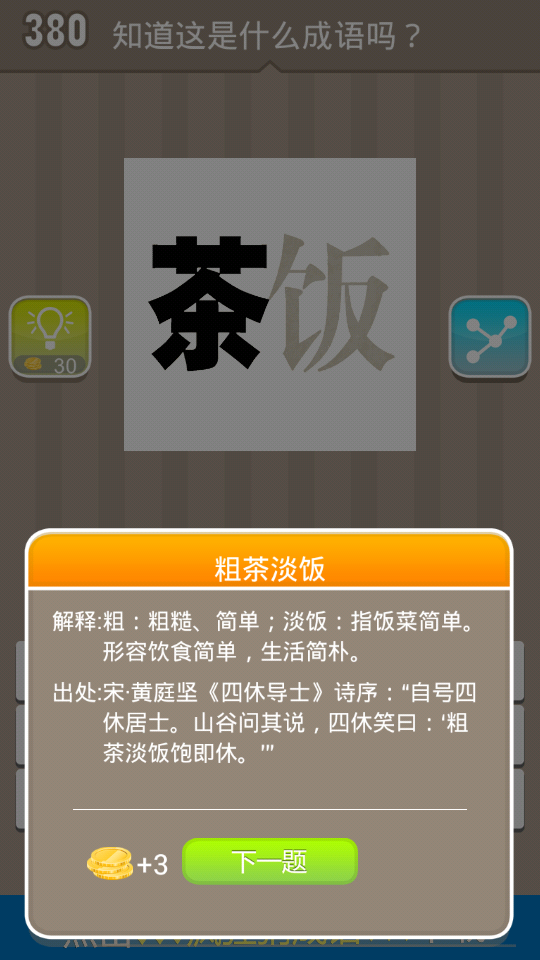 380 知道这是什么成语吗？
茶饭
30
粗茶淡饭
解释:粗：粗糙、简单；淡饭：指饭菜简单。
形容饮食简单，生活简朴。
出处:宋·黄庭坚《四休导士》诗序：“自号四
休居士。山谷问其说，四休笑曰：‘粗
茶淡饭饱即休。’”
+3 下一题